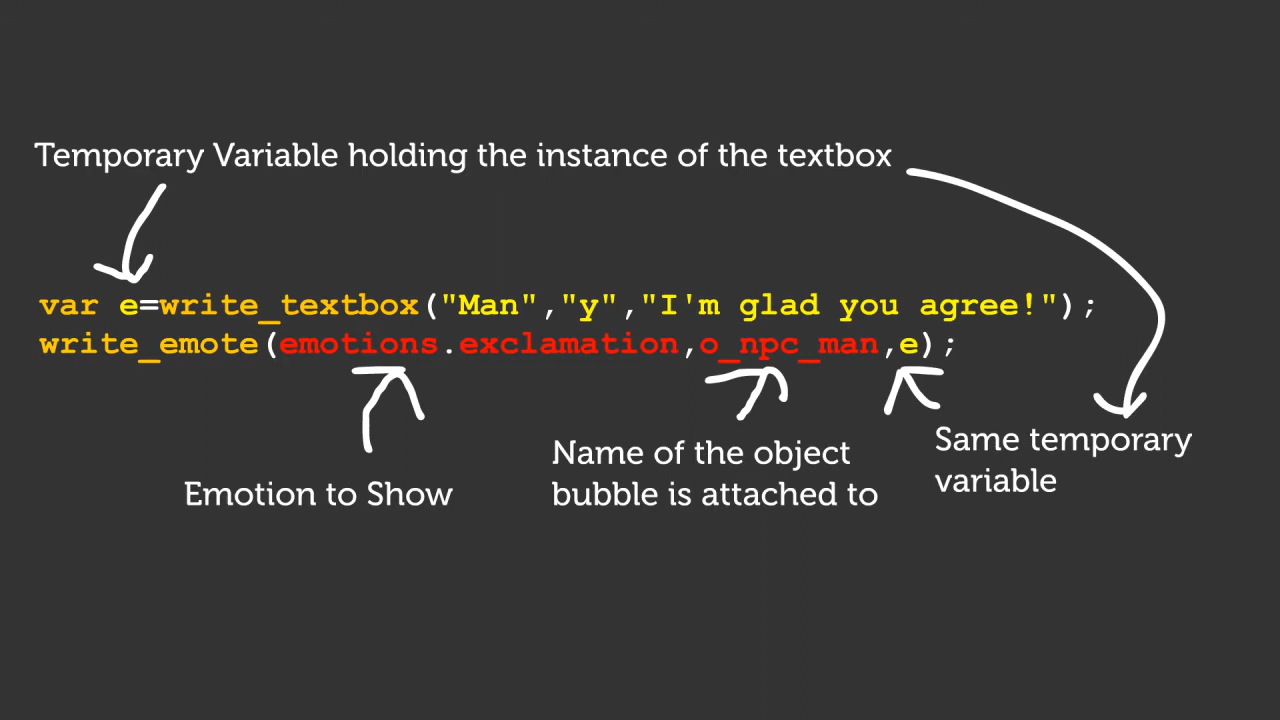 Temporary Variable holding the instance of the textbox
var e=write_textbox("Man","y","I'm glad you agree!");
write_emote(emotions.exclamation,o_npc_man,e);
Emotion to Show
Name of the object
bubble is attached to
Same temporary
variable